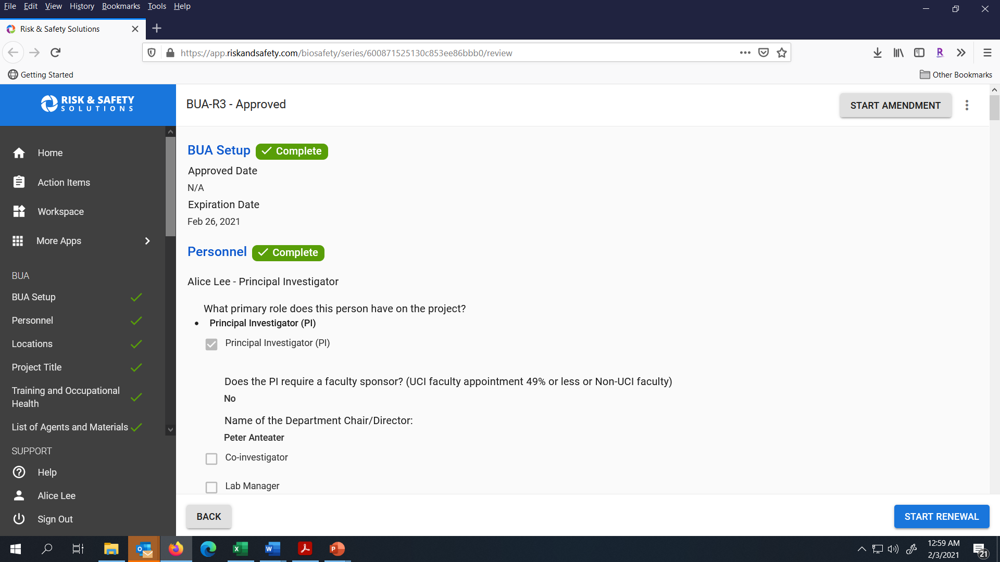 File Edit View History Bookmarks Tools Help
Risk & Safety Solutions
https://app.riskandsafety.com/biosafety/series/600871525130c853ee86bbb0/review
Getting Started
Other Bookmarks
RISK & SAFETY
SOLUTIONS
Home
Action Items
Workspace
More Apps
BUA
BUA Setup
Personnel
Locations
Project Title
Training and Occupational
Health
List of Agents and Materials
SUPPORT
Help
Alice Lee
Sign Out
BUA-R3 - Approved
START AMENDMENT
BUA Setup Complete
Approved Date
N/A
Expiration Date
Feb 26, 2021
Personnel Complete
Alice Lee - Principal Investigator
What primary role does this person have on the project?
• Principal Investigator (PI)
Principal Investigator (PI)
Does the PI require a faculty sponsor? (UCI faculty appointment 49% or less or Non-UCI faculty)
No
Name of the Department Chair/Director:
Peter Anteater
Co-investigator
Lab Manager
BACK
START RENEWAL
12:59 AM
2/3/2021
21